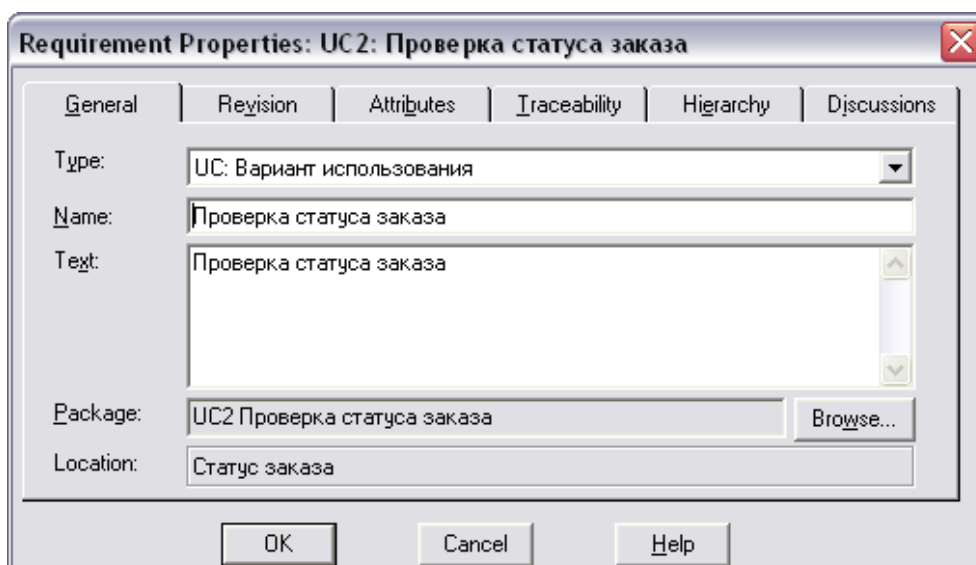 Requirement Properties: UC2: Проверка статуса заказа
General Revision Attributes Traceability Hierarchy Discussions
Type: UC: Вариант использования
Name: Проверка статуса заказа
Text: Проверка статуса заказа
Package: UC2 Проверка статуса заказа Browse...
Location: Статус заказа
OK Cancel Help